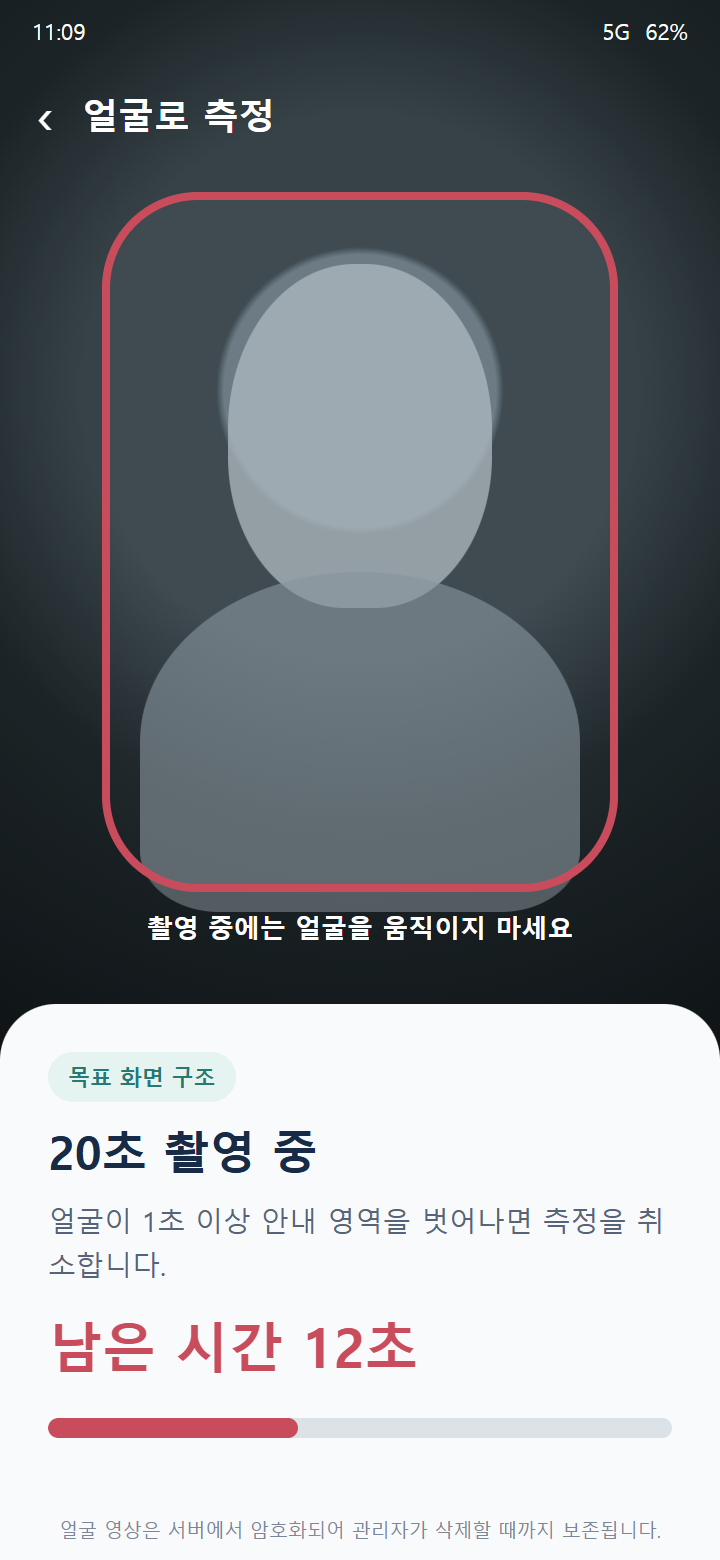 11:09 5G 62%
‹ 얼굴로 측정
촬영 중에는 얼굴을 움직이지 마세요
목표 화면 구조
20초 촬영 중
얼굴이 1초 이상 안내 영역을 벗어나면 측정을 취
소합니다.
남은 시간 12초
얼굴 영상은 서버에서 암호화되어 관리자가 삭제할 때까지 보존됩니다.